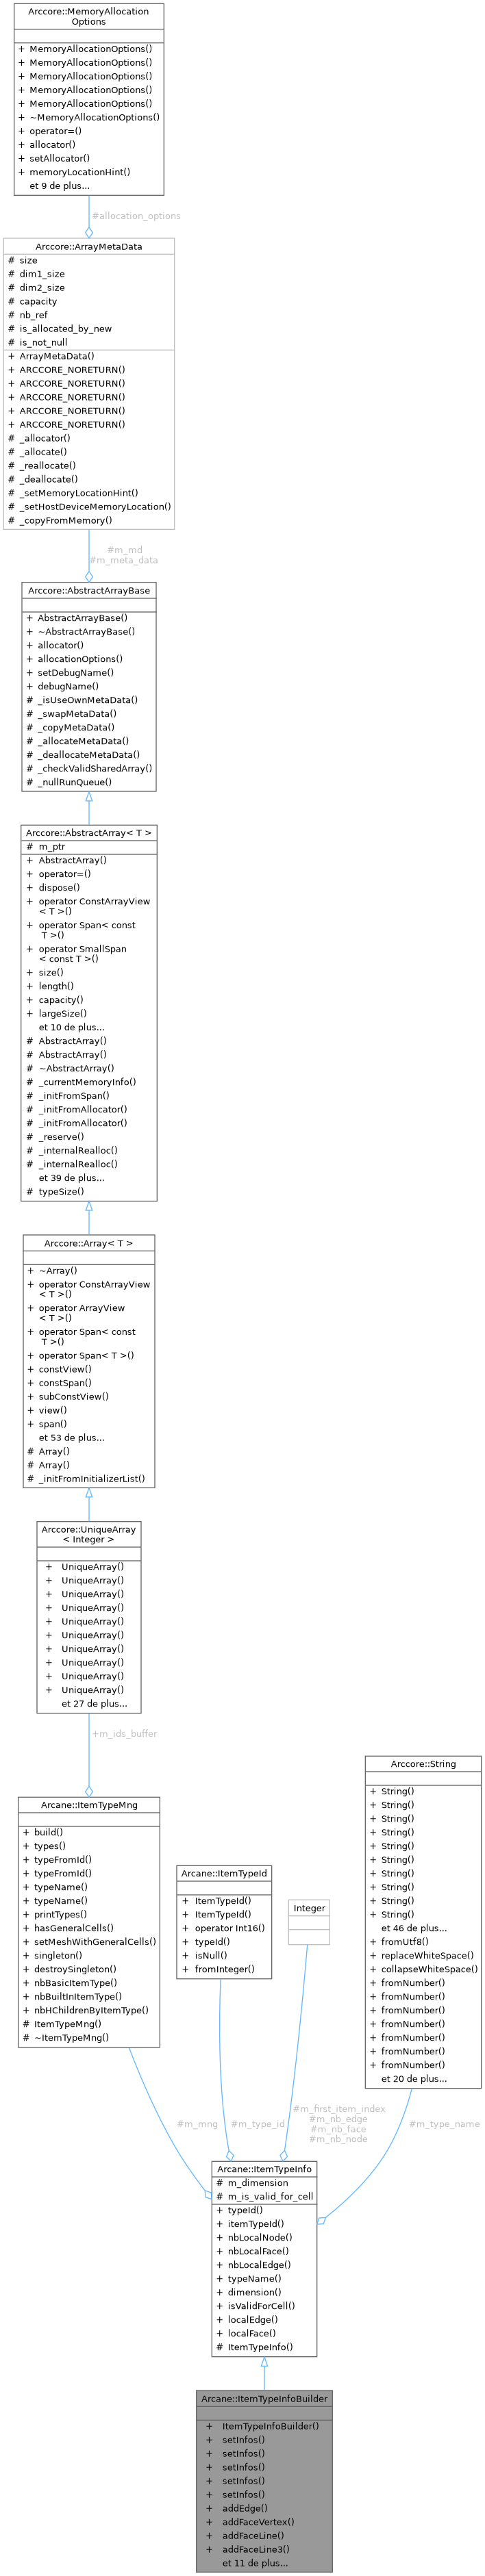 Arccore::MemoryAllocation
Options
+ MemoryAllocationOptions()
+ MemoryAllocationOptions()
+ MemoryAllocationOptions()
+ MemoryAllocationOptions()
+ MemoryAllocationOptions()
+ ~MemoryAllocationOptions()
+ operator=()
+ allocator()
+ setAllocator()
+ memoryLocationHint()
et 9 de plus...
#allocation_options
Arccore::ArrayMetaData
# size
# dim1_size
# dim2_size
# capacity
# nb_ref
# is_allocated_by_new
# is_not_null
+ ArrayMetaData()
+ ARCCORE_NORETURN()
+ ARCCORE_NORETURN()
+ ARCCORE_NORETURN()
+ ARCCORE_NORETURN()
+ ARCCORE_NORETURN()
# _allocator()
# _allocate()
# _reallocate()
# _deallocate()
# _setMemoryLocationHint()
# _setHostDeviceMemoryLocation()
# _copyFromMemory()
#m_md
#m_meta_data
Arccore::AbstractArrayBase
+ AbstractArrayBase()
+ ~AbstractArrayBase()
+ allocator()
+ allocationOptions()
+ setDebugName()
+ debugName()
# _isUseOwnMetaData()
# _swapMetaData()
# _copyMetaData()
# _allocateMetaData()
# _deallocateMetaData()
# _checkValidSharedArray()
# _nullRunQueue()
Arccore::AbstractArray< T >
# m_ptr
+ AbstractArray()
+ operator=()
+ dispose()
+ operator ConstArrayView
< T >()
+ operator Span< const
T >()
+ operator SmallSpan
< const T >()
+ size()
+ length()
+ capacity()
+ largeSize()
et 10 de plus...
# AbstractArray()
# AbstractArray()
# ~AbstractArray()
# _currentMemoryInfo()
# _initFromSpan()
# _initFromAllocator()
# _initFromAllocator()
# _reserve()
# _internalRealloc()
# _internalRealloc()
et 39 de plus...
# typeSize()
Arccore::Array< T >
+ ~Array()
+ operator ConstArrayView
< T >()
+ operator ArrayView
< T >()
+ operator Span< const
T >()
+ operator Span< T >()
+ constView()
+ constSpan()
+ subConstView()
+ view()
+ span()
et 53 de plus...
# Array()
# Array()
# _initFromInitializerList()
Arccore::UniqueArray
< Integer >
+ UniqueArray()
+ UniqueArray()
+ UniqueArray()
+ UniqueArray()
+ UniqueArray()
+ UniqueArray()
+ UniqueArray()
+ UniqueArray()
+ UniqueArray()
+ UniqueArray()
et 27 de plus...
+m_ids_buffer
Arcane::ItemTypeMng
+ build()
+ types()
+ typeFromId()
+ typeFromId()
+ typeName()
+ typeName()
+ printTypes()
+ hasGeneralCells()
+ setMeshWithGeneralCells()
+ singleton()
+ destroySingleton()
+ nbBasicItemType()
+ nbBuiltInItemType()
+ nbHChildrenByItemType()
# ItemTypeMng()
# ~ItemTypeMng()
Arcane::ItemTypeId
+ ItemTypeId()
+ ItemTypeId()
+ operator Int16()
+ typeId()
+ isNull()
+ fromInteger()
Integer
Arccore::String
+ String()
+ String()
+ String()
+ String()
+ String()
+ String()
+ String()
+ String()
+ String()
+ String()
et 46 de plus...
+ fromUtf8()
+ replaceWhiteSpace()
+ collapseWhiteSpace()
+ fromNumber()
+ fromNumber()
+ fromNumber()
+ fromNumber()
+ fromNumber()
+ fromNumber()
+ fromNumber()
et 20 de plus...
#m_mng
#m_type_id
#m_first_item_index
#m_nb_edge
#m_nb_face
#m_nb_node
#m_type_name
Arcane::ItemTypeInfo
# m_dimension
# m_is_valid_for_cell
+ typeId()
+ itemTypeId()
+ nbLocalNode()
+ nbLocalFace()
+ nbLocalEdge()
+ typeName()
+ dimension()
+ isValidForCell()
+ localEdge()
+ localFace()
# ItemTypeInfo()
Arcane::ItemTypeInfoBuilder
+ ItemTypeInfoBuilder()
+ setInfos()
+ setInfos()
+ setInfos()
+ setInfos()
+ setInfos()
+ addEdge()
+ addFaceVertex()
+ addFaceLine()
+ addFaceLine3()
et 11 de plus...